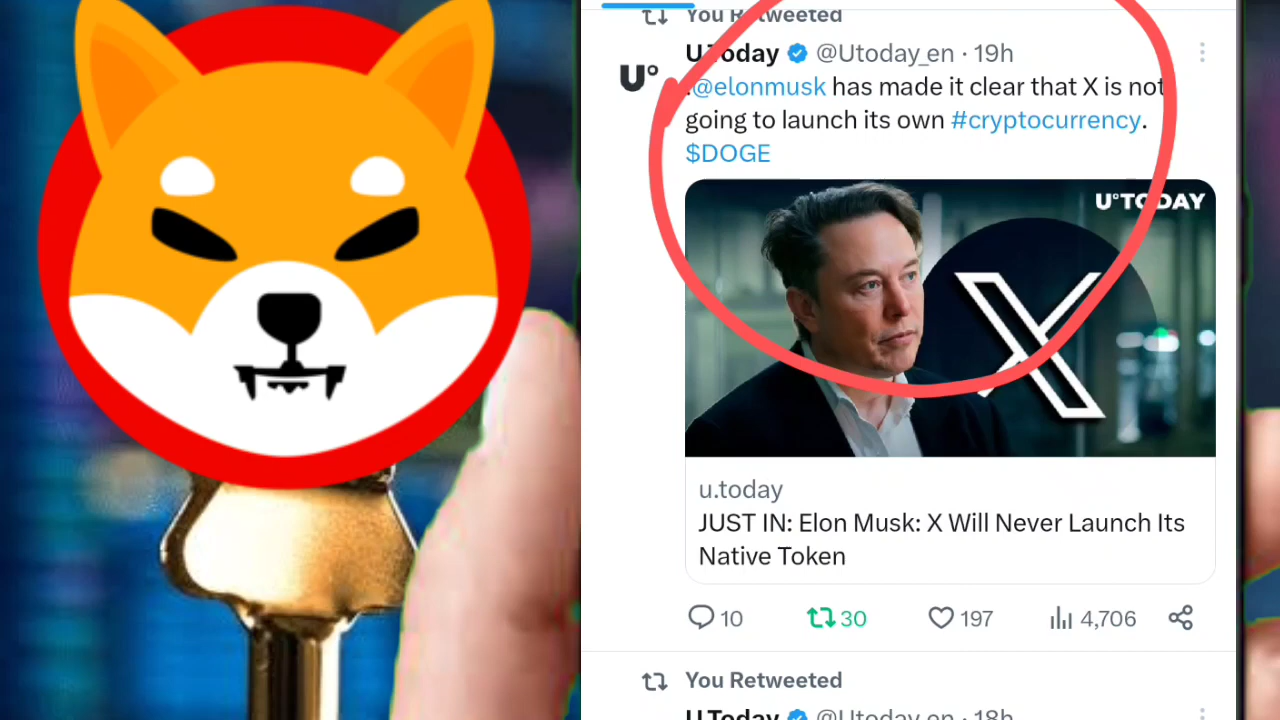 You Retweeted
U.Today @Utoday_en · 19h
U°
.@elonmusk has made it clear that X is not
going to launch its own #cryptocurrency.
$DOGE
U°TODAY
X
u.today
JUST IN: Elon Musk: X Will Never Launch Its
Native Token
10 30 197 4,706
You Retweeted
U.Today @Utoday_en · 18h